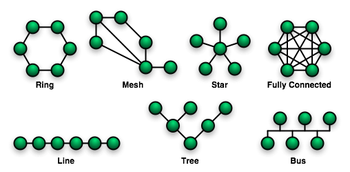 Ring
Mesh
Star
Fully Connected
Line
Tree
Bus